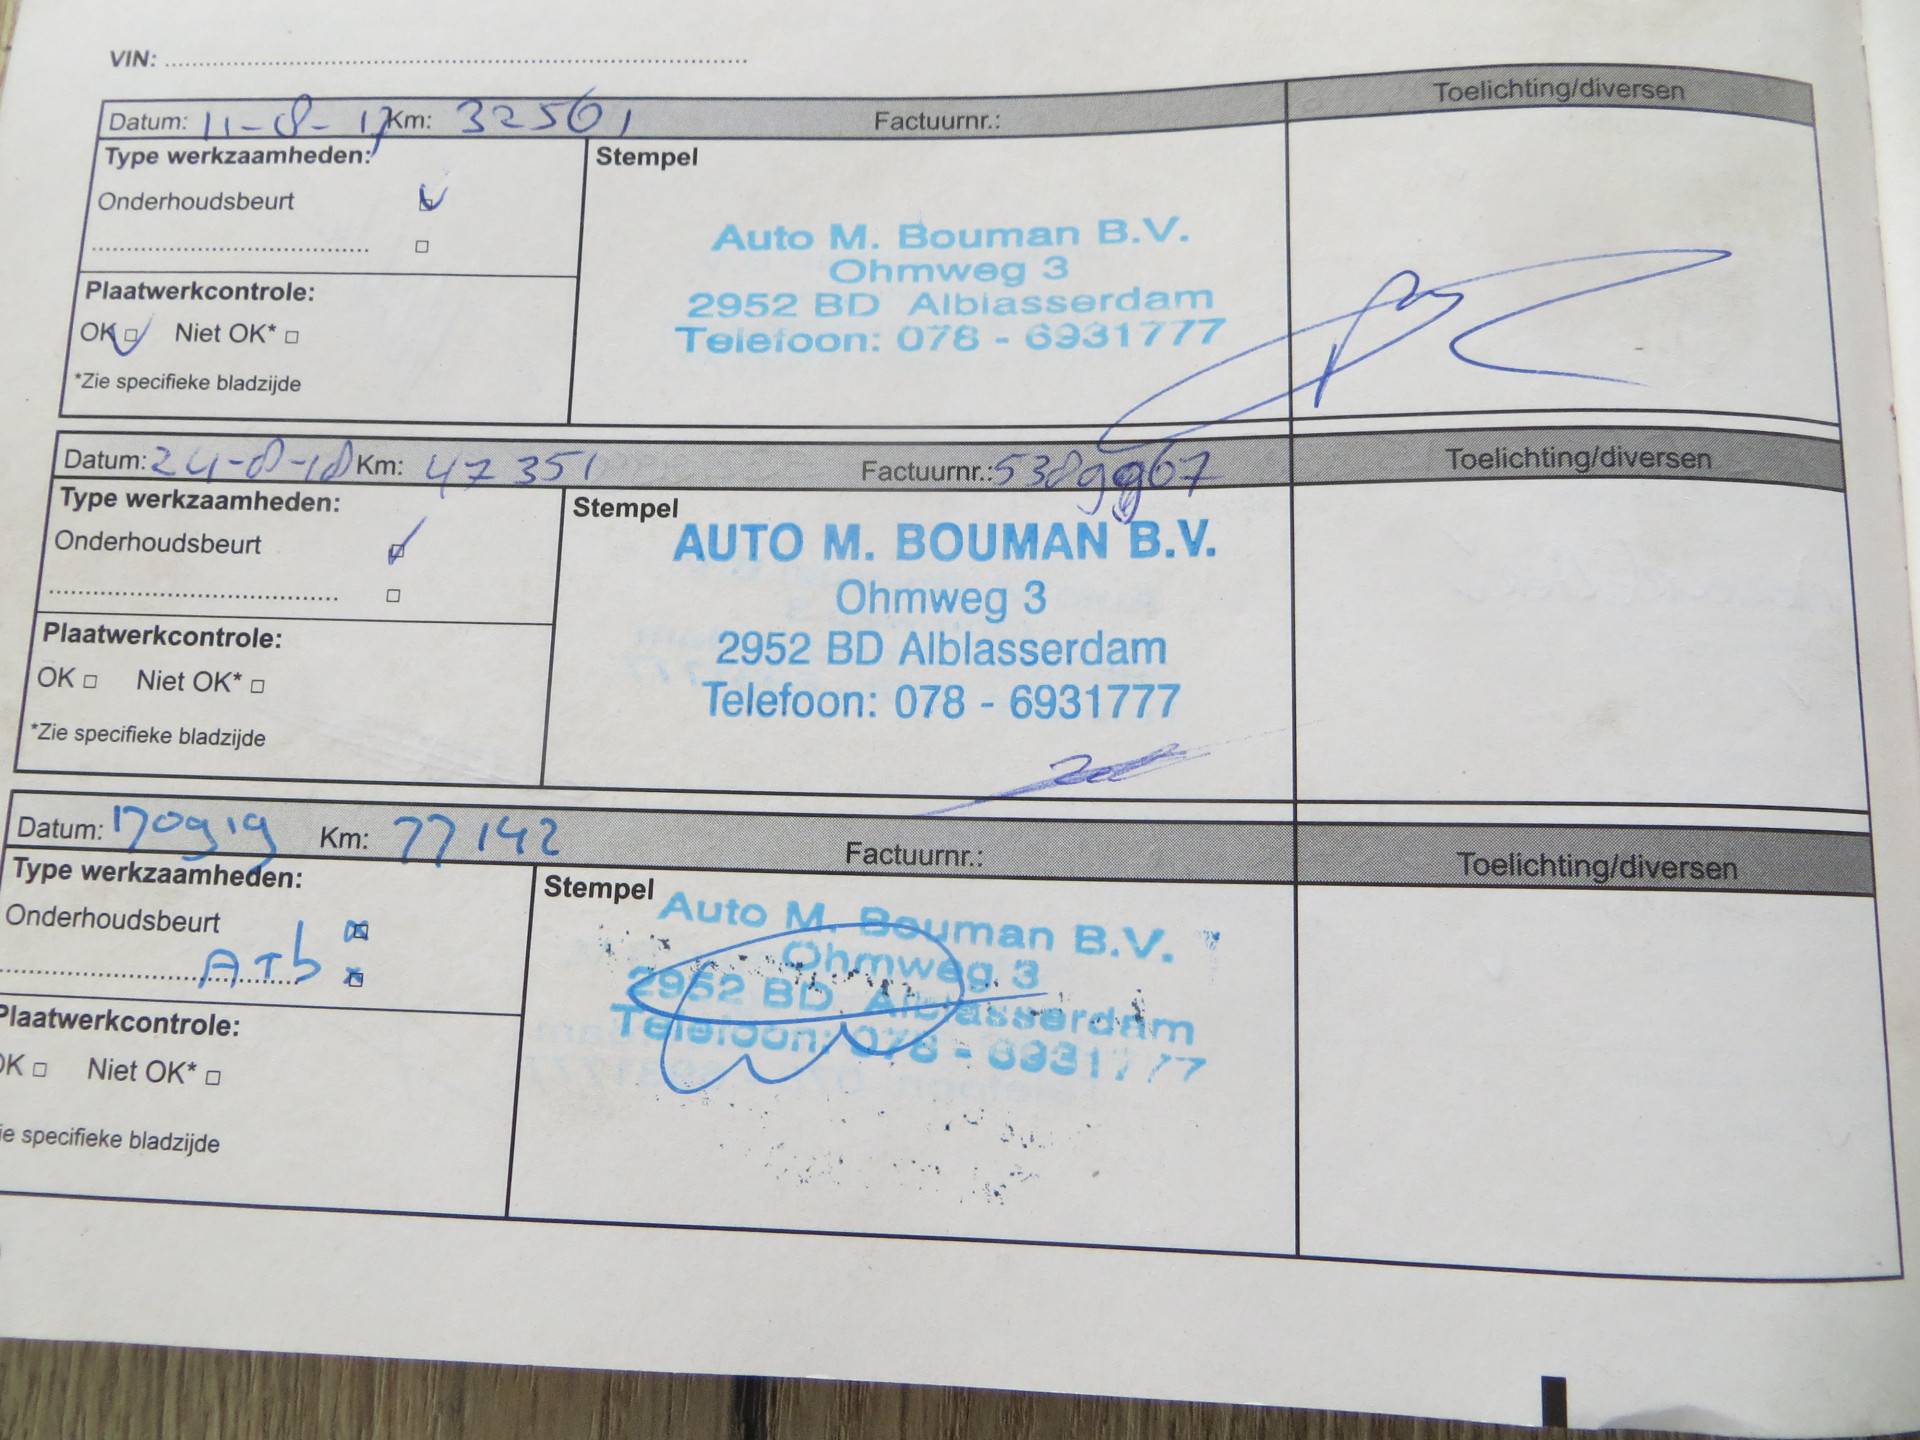 VIN:
Datum: 11-8-17 Km: 32561 Factuurnr.: Toelichting/diversen
Type werkzaamheden:
Stempel
Onderhoudsbeurt
Auto M. Bouman B.V.
Ohmweg 3
2952 BD Alblasserdam
Telefoon: 078 - 6931777
Plaatwerkcontrole:
OK Niet OK*
*Zie specifieke bladzijde
Datum: 24-8-18 Km: 47351 Factuurnr.: Toelichting/diversen
Type werkzaamheden:
Stempel
Onderhoudsbeurt
AUTO M. BOUMAN B.V.
Ohmweg 3
2952 BD Alblasserdam
Telefoon: 078 - 6931777
Plaatwerkcontrole:
OK Niet OK*
*Zie specifieke bladzijde
Datum: 170919 Km: 77142 Factuurnr.: Toelichting/diversen
Type werkzaamheden:
Stempel
Onderhoudsbeurt
ATb
Auto M. Bouman B.V.
Ohmweg 3
2952 BD Alblasserdam
Telefoon: 078 - 6931777
Plaatwerkcontrole:
OK Niet OK*
ie specifieke bladzijde